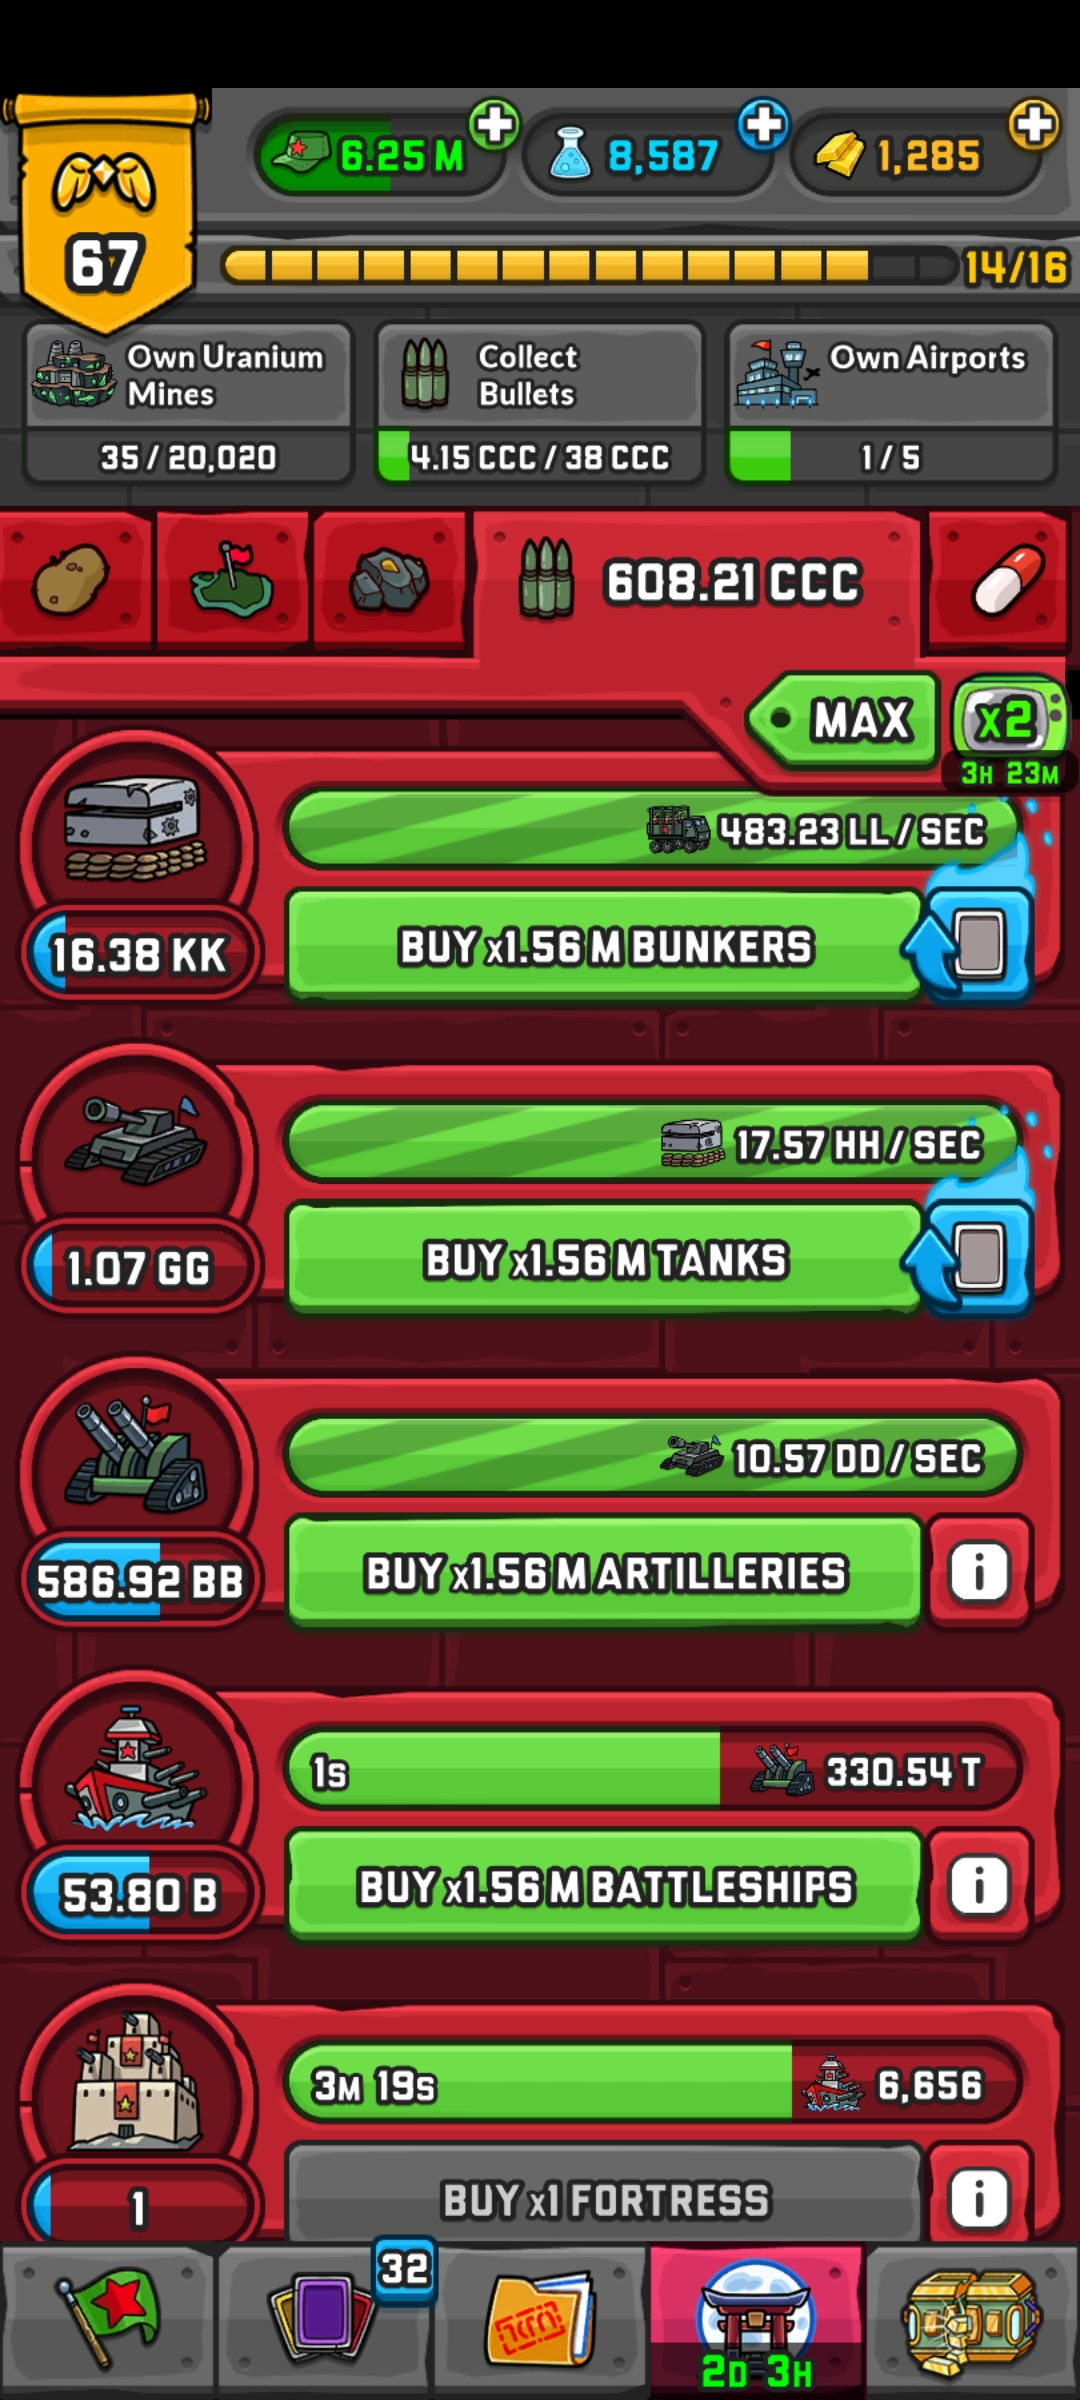 6.25 M
8,587
1,285
67
14/16
Own Uranium
Mines
35 / 20,020
Collect
Bullets
4.15 CCC / 38 CCC
Own Airports
1 / 5
608.21 CCC
MAX
x2
3H 23M
483.23 LL / SEC
16.38 KK
BUY x1.56 M BUNKERS
17.57 HH / SEC
1.07 GG
BUY x1.56 M TANKS
10.57 DD / SEC
586.92 BB
BUY x1.56 M ARTILLERIES
i
1S
330.54 T
53.80 B
BUY x1.56 M BATTLESHIPS
i
3M 19S
6,656
1
BUY x1 FORTRESS
i
32
2D 3H